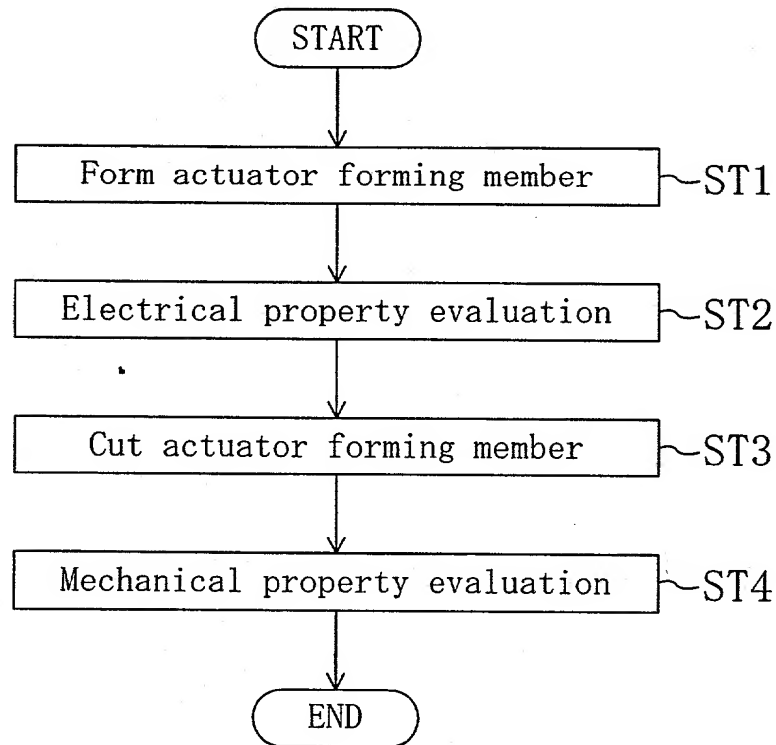 START
Form actuator forming member ST1
Electrical property evaluation ST2
Cut actuator forming member ST3
Mechanical property evaluation ST4
END